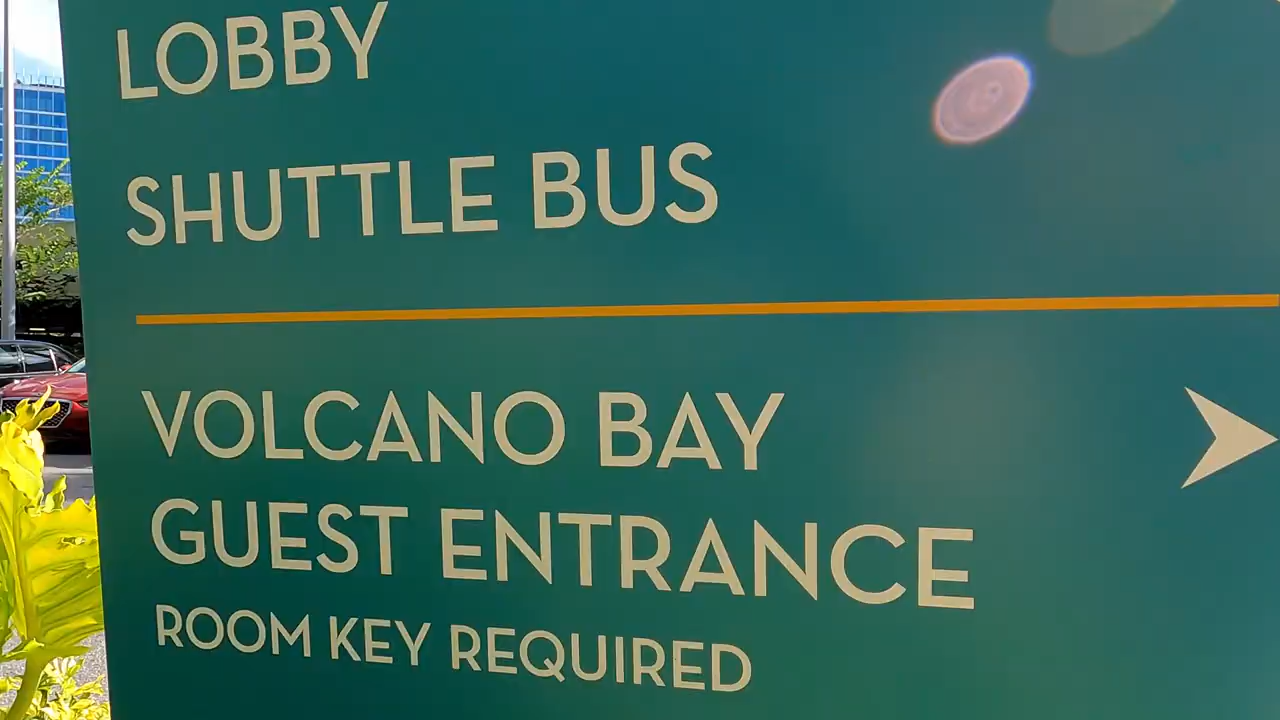 LOBBY
SHUTTLE BUS
VOLCANO BAY
GUEST ENTRANCE
ROOM KEY REQUIRED